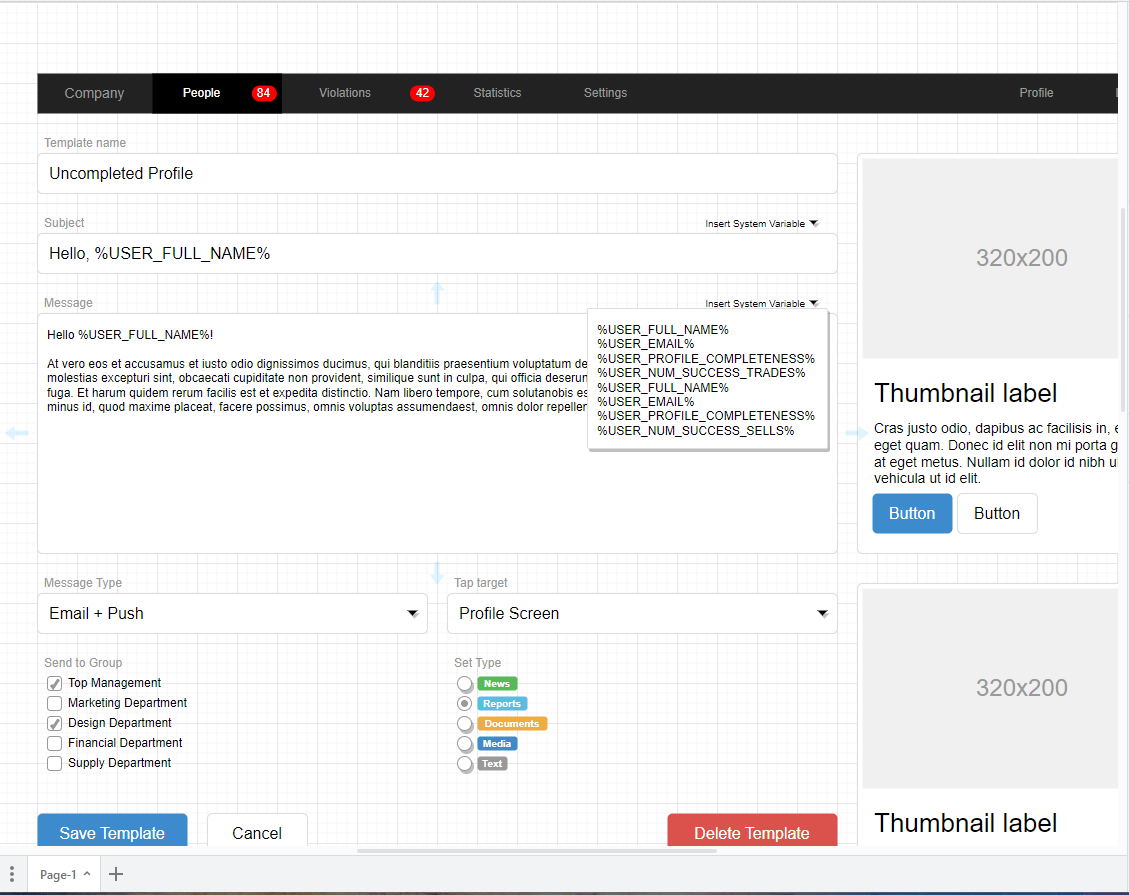 Company People 84 Violations 42 Statistics Settings Profile
Template name
Uncompleted Profile
Subject
Insert System Variable
Hello, %USER_FULL_NAME%
Message
Insert System Variable
Hello %USER_FULL_NAME%!
At vero eos et accusamus et iusto odio dignissimos ducimus, qui blanditiis praesentium voluptatum de
molestias excepturi sint, obcaecati cupiditate non provident, similique sunt in culpa, qui officia deserun
fuga. Et harum quidem rerum facilis est et expedita distinctio. Nam libero tempore, cum solutanobis es
minus id, quod maxime placeat, facere possimus, omnis voluptas assumendaest, omnis dolor repeller
%USER_FULL_NAME%
%USER_EMAIL%
%USER_PROFILE_COMPLETENESS%
%USER_NUM_SUCCESS_TRADES%
%USER_FULL_NAME%
%USER_EMAIL%
%USER_PROFILE_COMPLETENESS%
%USER_NUM_SUCCESS_SELLS%
320x200
Thumbnail label
Cras justo odio, dapibus ac facilisis in, e
eget quam. Donec id elit non mi porta g
at eget metus. Nullam id dolor id nibh u
vehicula ut id elit.
Button Button
Message Type
Email + Push
Tap target
Profile Screen
Send to Group
Top Management
Marketing Department
Design Department
Financial Department
Supply Department
Set Type
News
Reports
Documents
Media
Text
320x200
Thumbnail label
Save Template Cancel Delete Template
Page-1